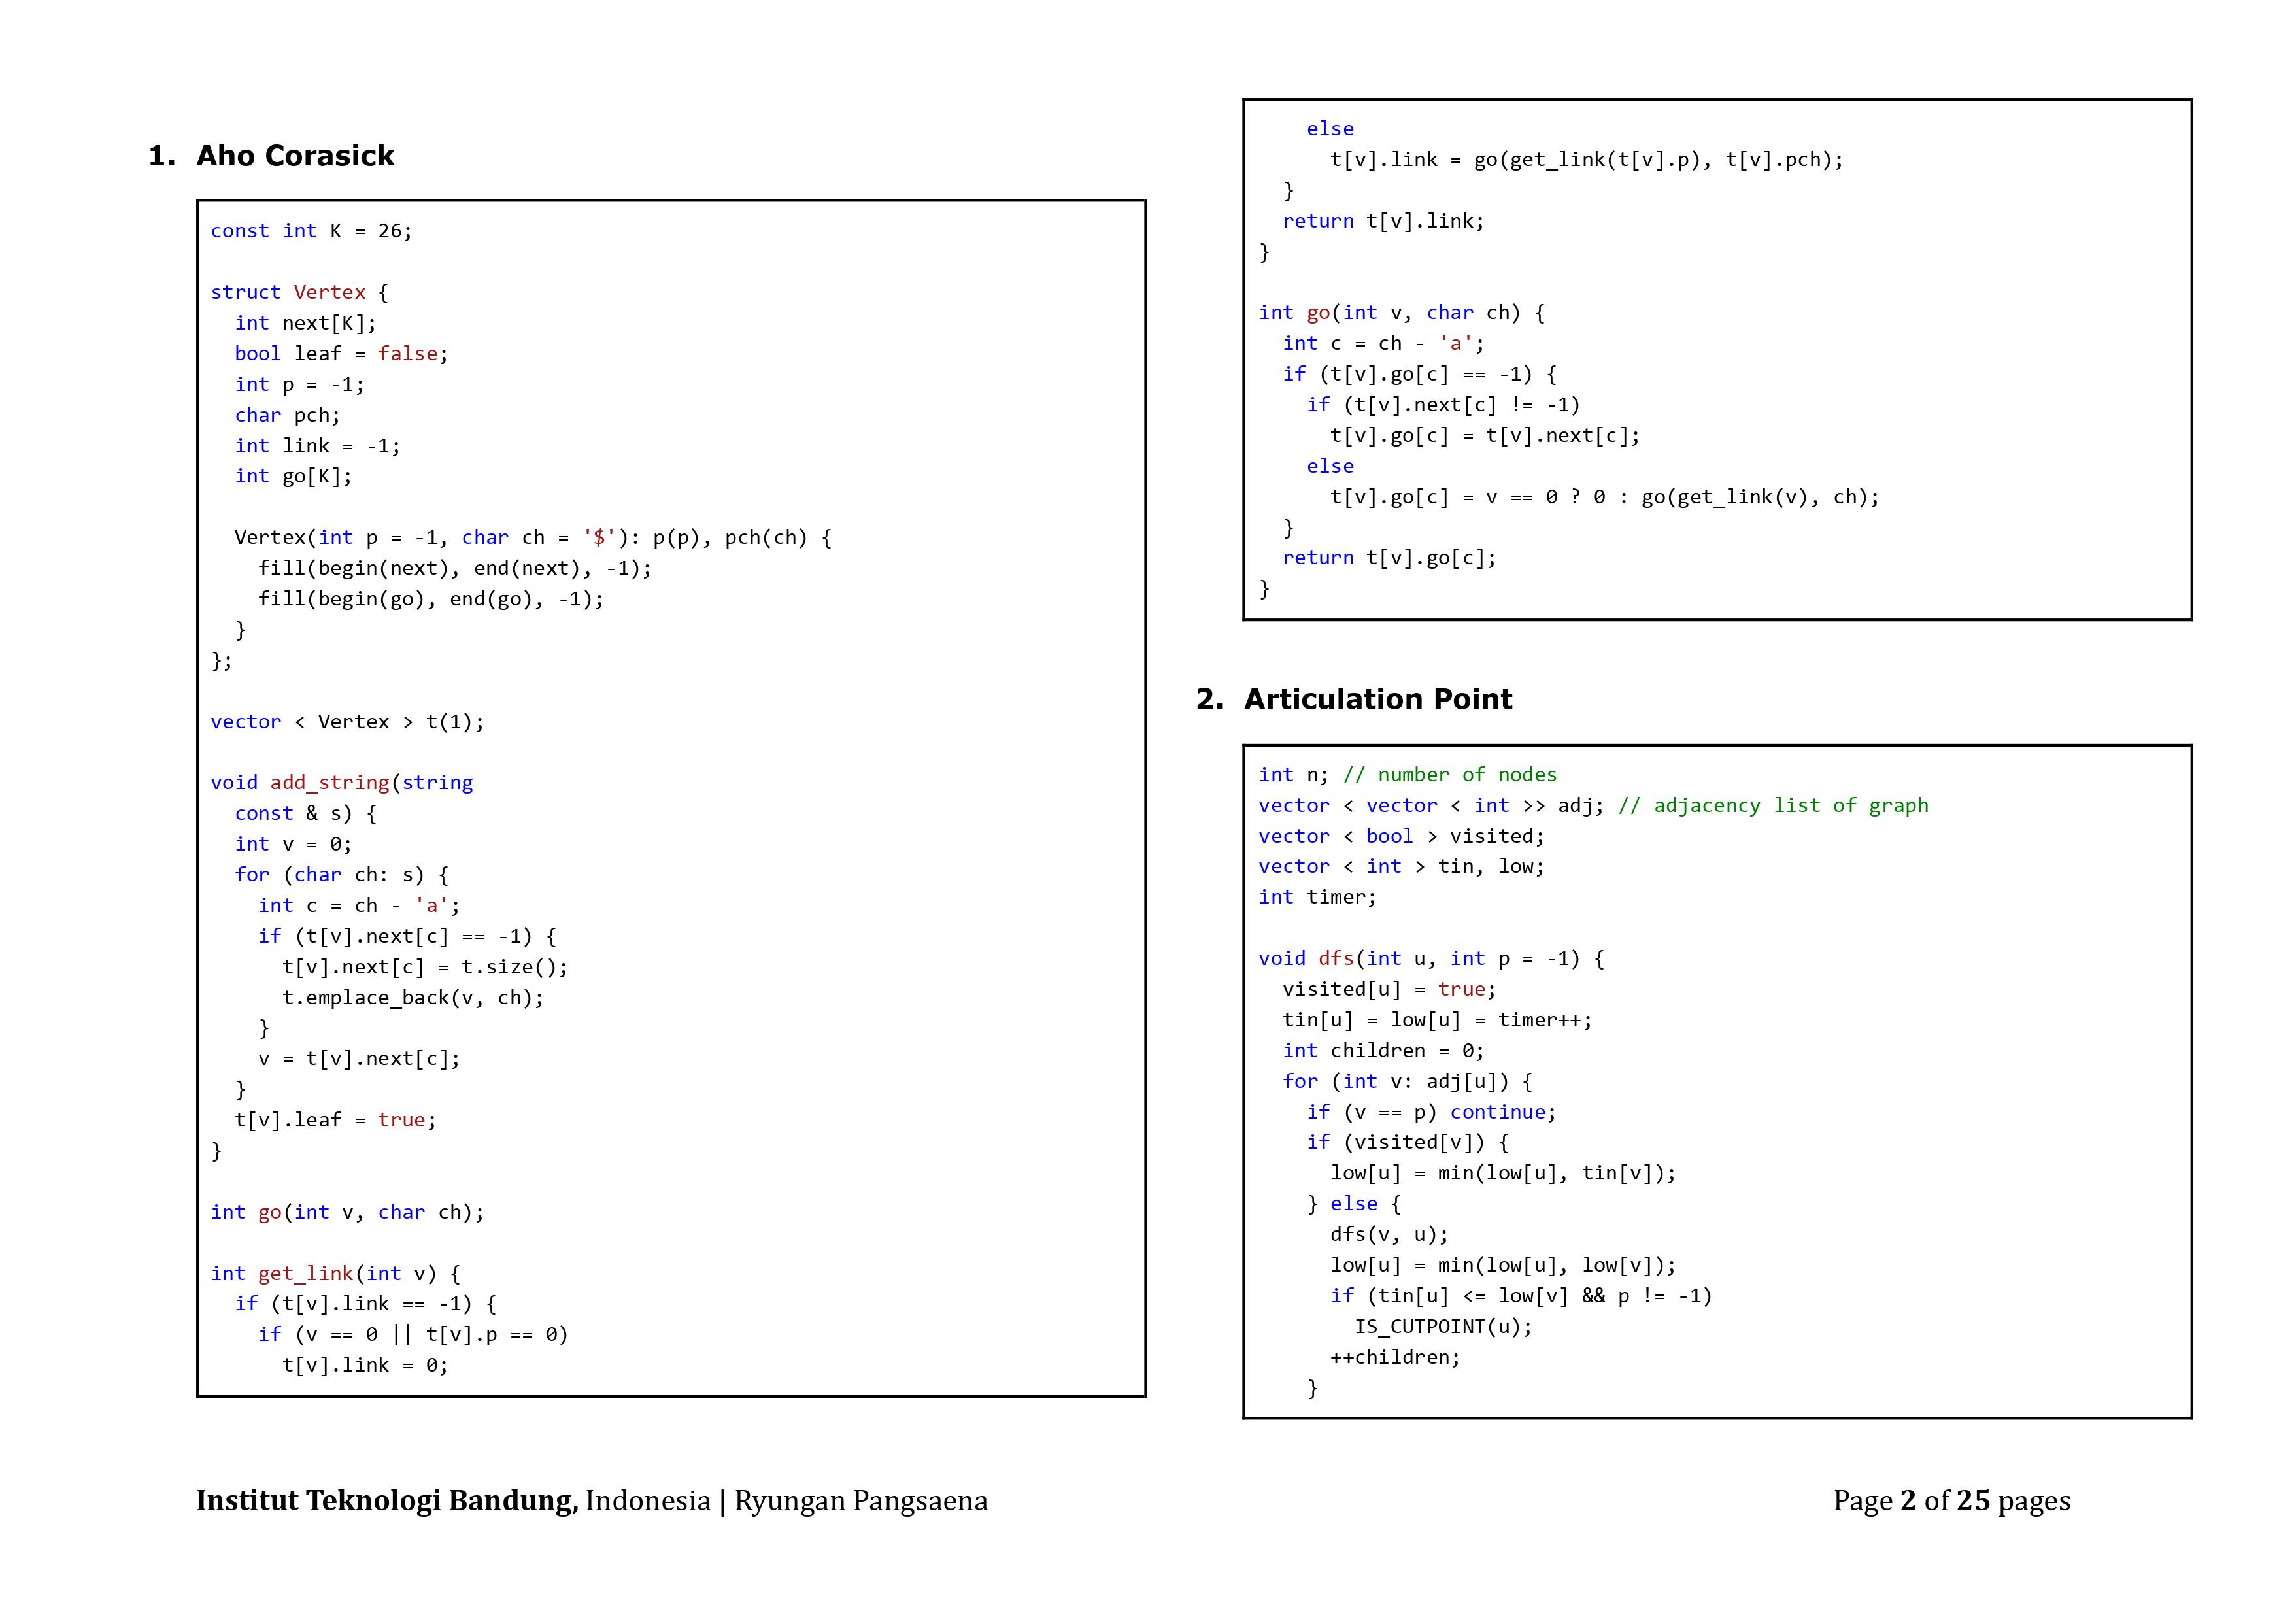 1. Aho Corasick
const int K = 26;

struct Vertex {
  int next[K];
  bool leaf = false;
  int p = -1;
  char pch;
  int link = -1;
  int go[K];

  Vertex(int p = -1, char ch = '$'): p(p), pch(ch) {
    fill(begin(next), end(next), -1);
    fill(begin(go), end(go), -1);
  }
};

vector < Vertex > t(1);

void add_string(string
  const & s) {
  int v = 0;
  for (char ch: s) {
    int c = ch - 'a';
    if (t[v].next[c] == -1) {
      t[v].next[c] = t.size();
      t.emplace_back(v, ch);
    }
    v = t[v].next[c];
  }
  t[v].leaf = true;
}

int go(int v, char ch);

int get_link(int v) {
  if (t[v].link == -1) {
    if (v == 0 || t[v].p == 0)
      t[v].link = 0;
    else
      t[v].link = go(get_link(t[v].p), t[v].pch);
  }
  return t[v].link;
}

int go(int v, char ch) {
  int c = ch - 'a';
  if (t[v].go[c] == -1) {
    if (t[v].next[c] != -1)
      t[v].go[c] = t[v].next[c];
    else
      t[v].go[c] = v == 0 ? 0 : go(get_link(v), ch);
  }
  return t[v].go[c];
}

2. Articulation Point
int n; // number of nodes
vector < vector < int >> adj; // adjacency list of graph
vector < bool > visited;
vector < int > tin, low;
int timer;

void dfs(int u, int p = -1) {
  visited[u] = true;
  tin[u] = low[u] = timer++;
  int children = 0;
  for (int v: adj[u]) {
    if (v == p) continue;
    if (visited[v]) {
      low[u] = min(low[u], tin[v]);
    } else {
      dfs(v, u);
      low[u] = min(low[u], low[v]);
      if (tin[u] <= low[v] && p != -1)
        IS_CUTPOINT(u);
      ++children;
    }

Institut Teknologi Bandung, Indonesia | Ryungan Pangsaena
Page 2 of 25 pages